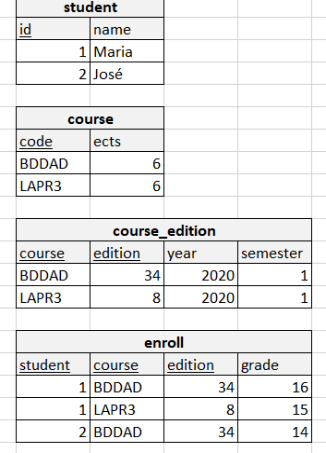 student
id name
1 Maria
2 José
course
code ects
BDDAD 6
LAPR3 6
course_edition
course edition year semester
BDDAD 34 2020 1
LAPR3 8 2020 1
enroll
student course edition grade
1 BDDAD 34 16
1 LAPR3 8 15
2 BDDAD 34 14